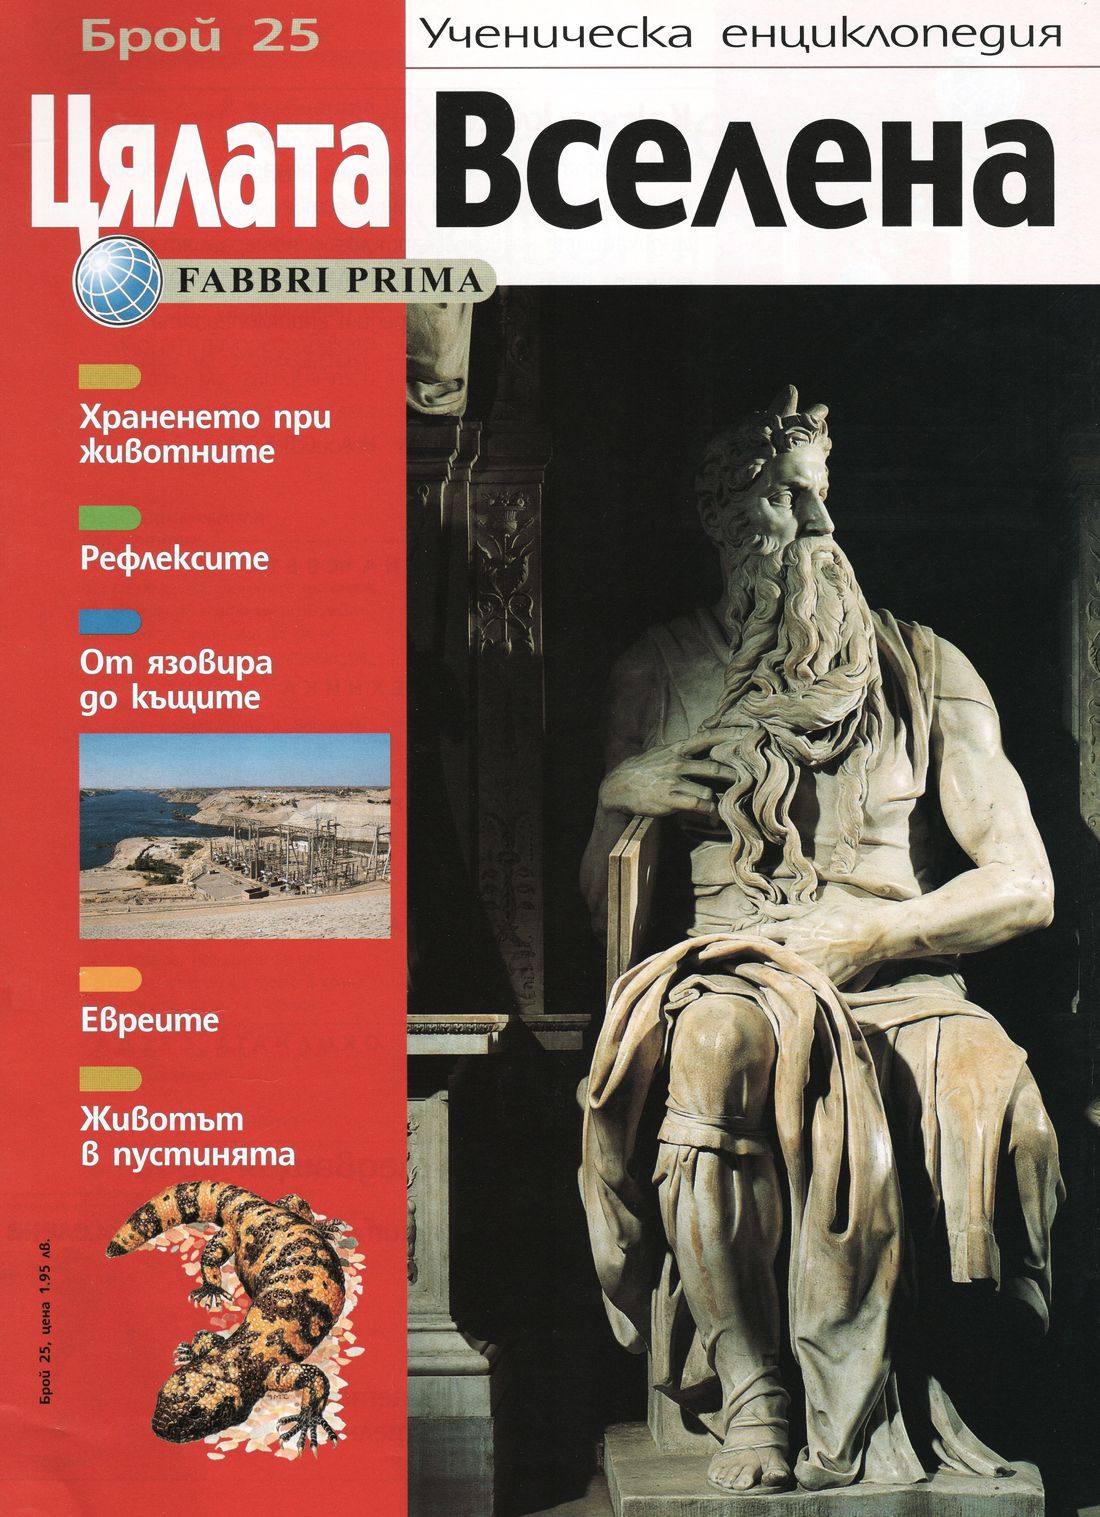 Брой 25
Ученическа енциклопедия
Цялата Вселена
FABBRI PRIMA
Храненето при
животните
Рефлексите
От язовира
до къщите
Евреите
Животът
в пустинята
Брой 25, цена 1.95 лв.